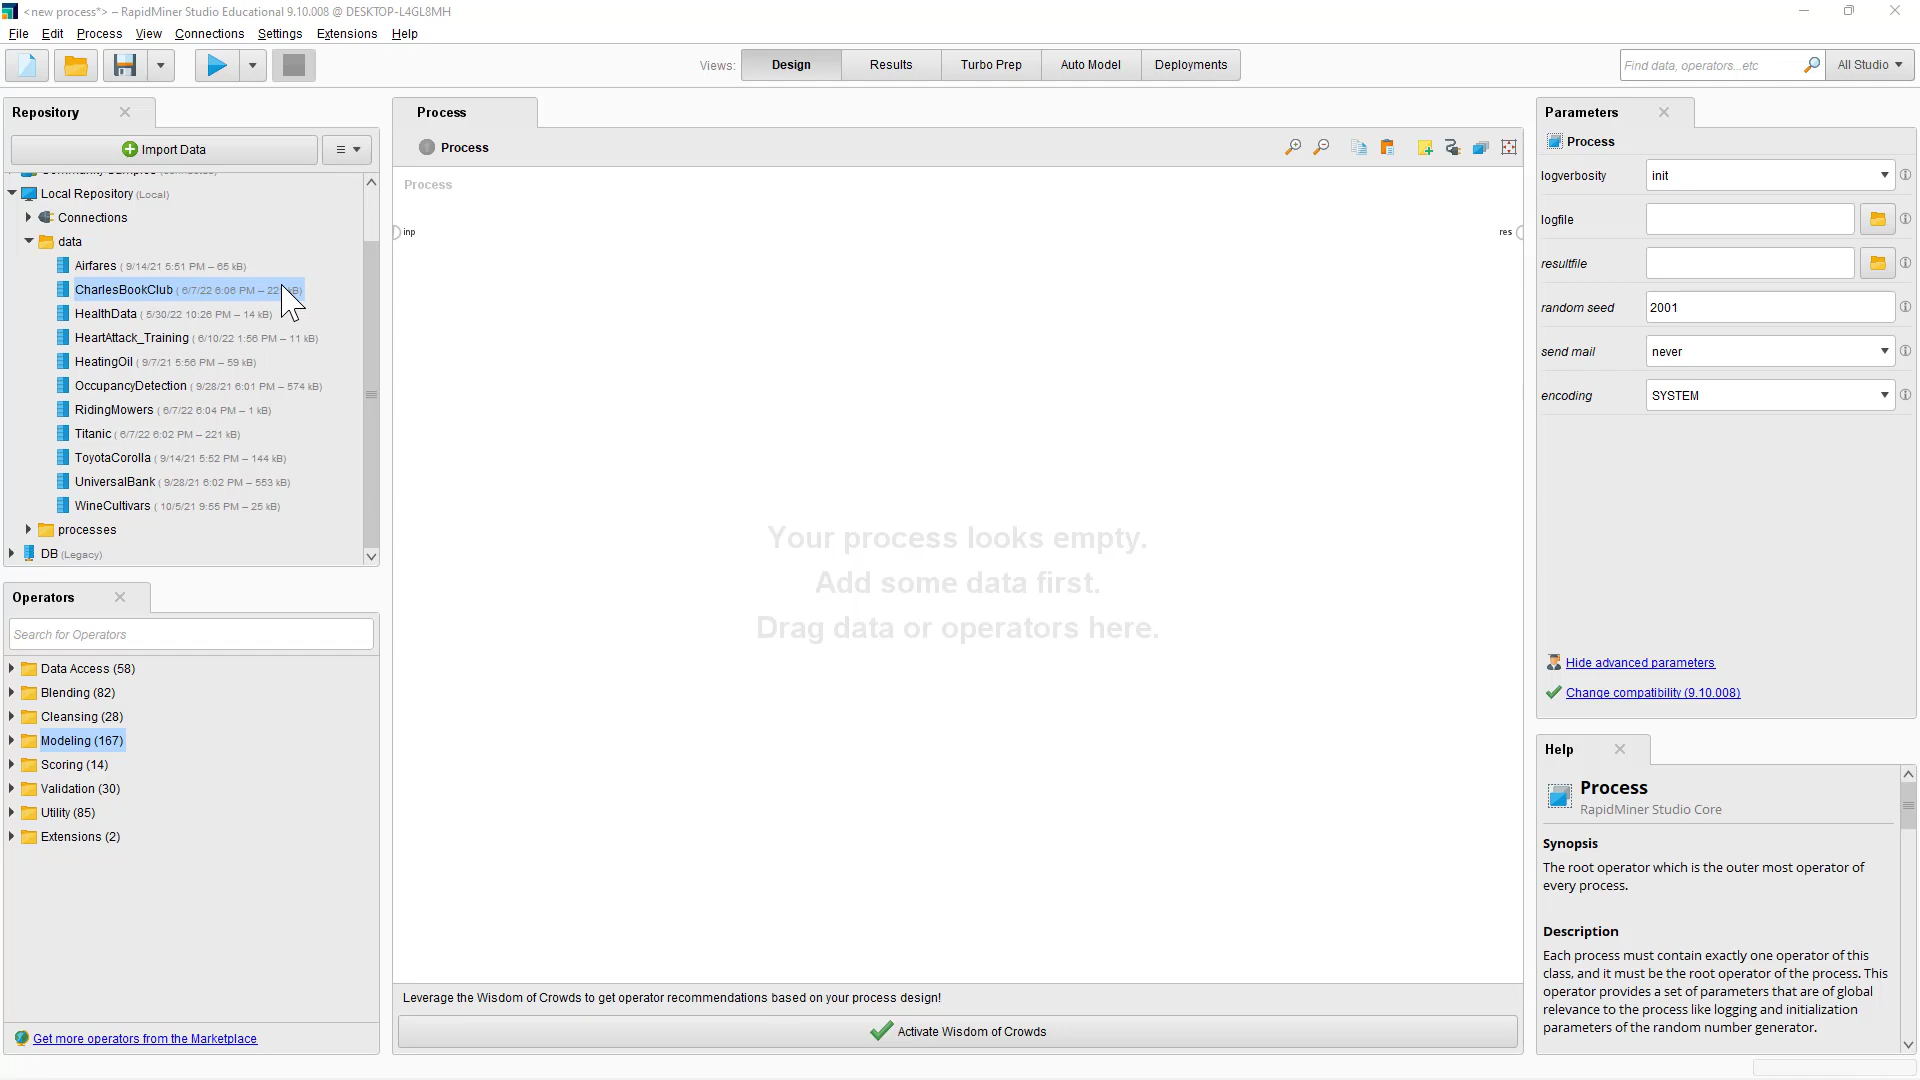 <new process*> – RapidMiner Studio Educational 9.10.008 @ DESKTOP-L4GL8MH
File Edit Process View Connections Settings Extensions Help
Views: Design Results Turbo Prep Auto Model Deployments
Find data, operators...etc
All Studio
Repository
Import Data
Local Repository (Local)
Connections
data
Airfares ( 9/14/21 5:51 PM – 65 kB)
CharlesBookClub ( 6/7/22 6:06 PM – 22 kB)
HealthData ( 5/30/22 10:26 PM – 14 kB)
HeartAttack_Training ( 6/10/22 1:56 PM – 11 kB)
HeatingOil ( 9/7/21 5:56 PM – 59 kB)
OccupancyDetection ( 9/28/21 6:01 PM – 574 kB)
RidingMowers ( 6/7/22 6:04 PM – 1 kB)
Titanic ( 6/7/22 6:02 PM – 221 kB)
ToyotaCorolla ( 9/14/21 5:52 PM – 144 kB)
UniversalBank ( 9/28/21 6:02 PM – 553 kB)
WineCultivars ( 10/5/21 9:55 PM – 25 kB)
processes
DB (Legacy)
Operators
Search for Operators
Data Access (58)
Blending (82)
Cleansing (28)
Modeling (167)
Scoring (14)
Validation (30)
Utility (85)
Extensions (2)
Get more operators from the Marketplace
Process
Process
Process
inp
res
Your process looks empty.
Add some data first.
Drag data or operators here.
Leverage the Wisdom of Crowds to get operator recommendations based on your process design!
Activate Wisdom of Crowds
Parameters
Process
logverbosity init
logfile
resultfile
random seed 2001
send mail never
encoding SYSTEM
Hide advanced parameters
Change compatibility (9.10.008)
Help
Process
RapidMiner Studio Core
Synopsis
The root operator which is the outer most operator of
every process.
Description
Each process must contain exactly one operator of this
class, and it must be the root operator of the process. This
operator provides a set of parameters that are of global
relevance to the process like logging and initialization
parameters of the random number generator.